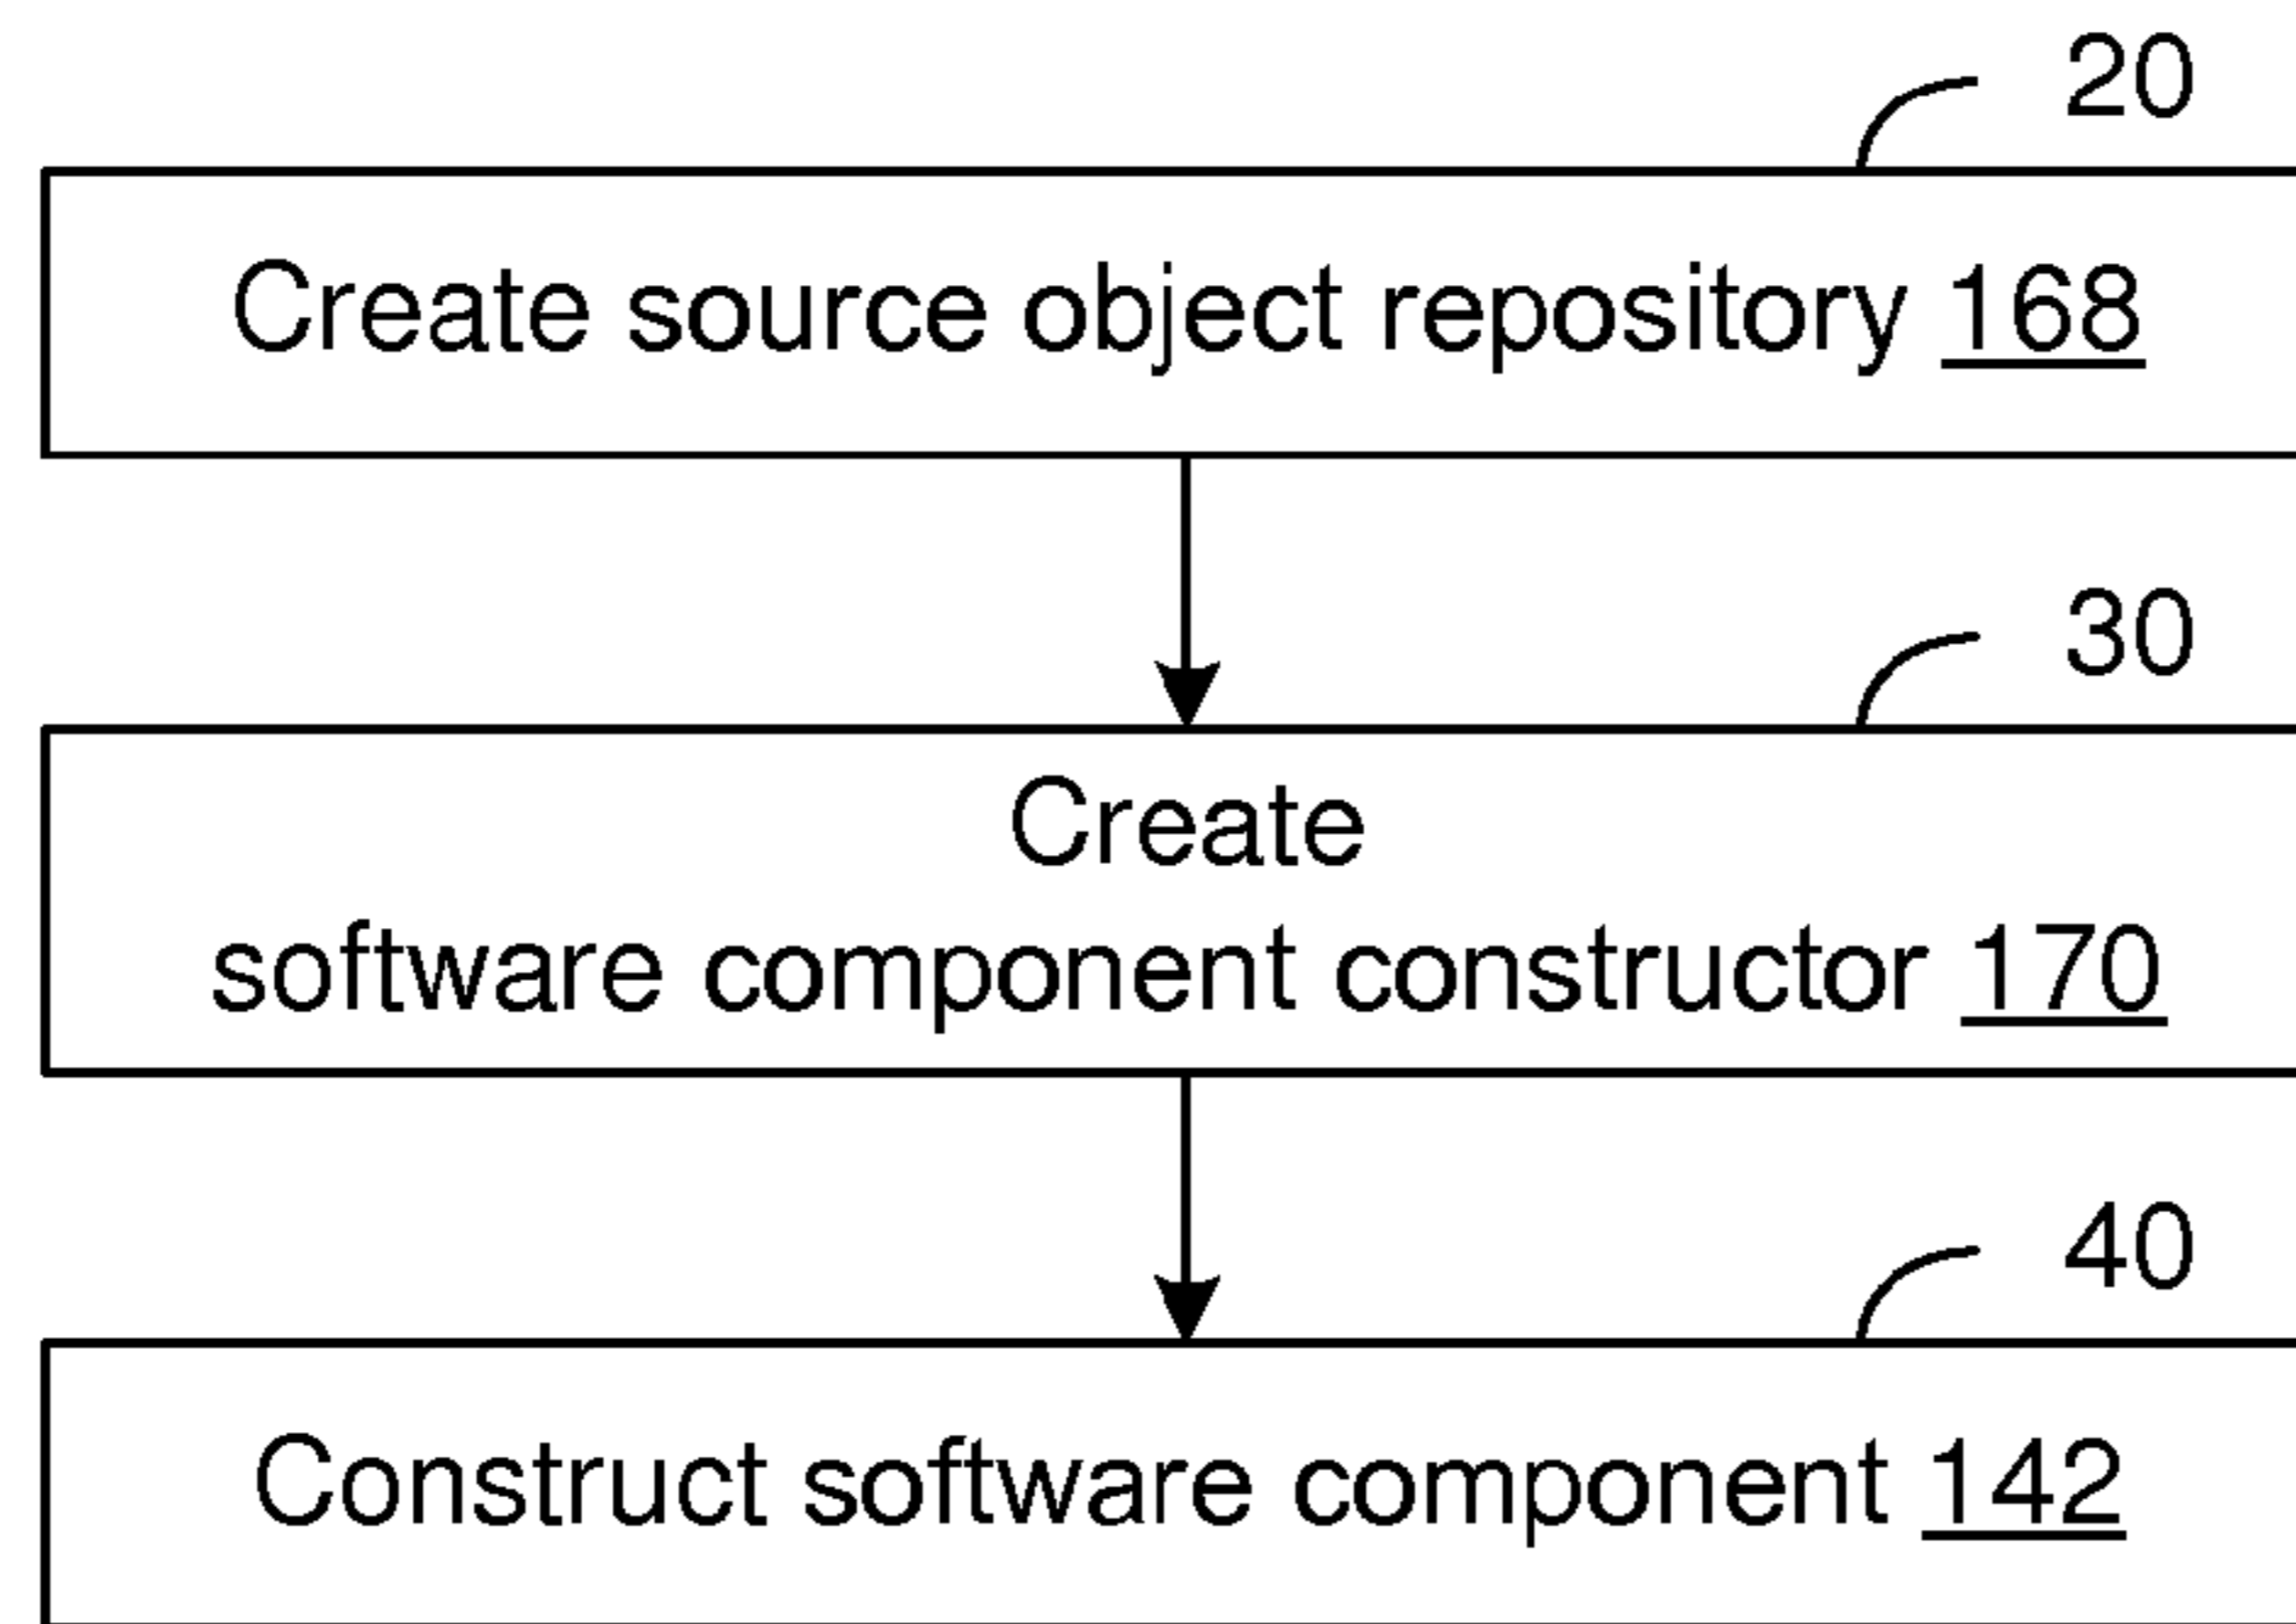 20
Create source object repository 168
30
Create
software component constructor 170
40
Construct software component 142